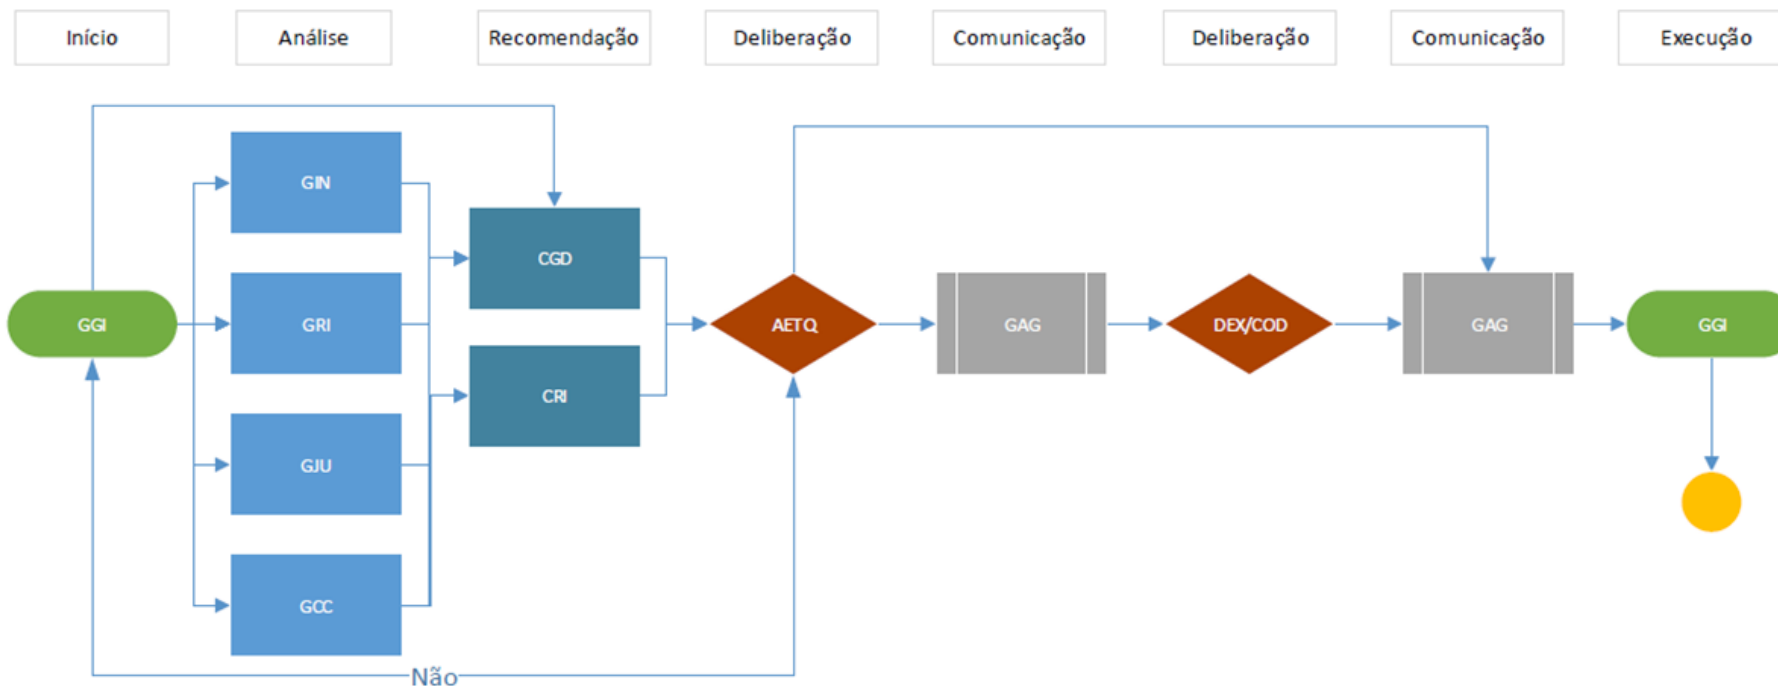 Início
Análise
Recomendação
Deliberação
Comunicação
Deliberação
Comunicação
Execução
GIN
CGD
GGI
GRI
AETQ
GAG
DEX/COD
GAG
GGI
CRI
GJU
GCC
Não